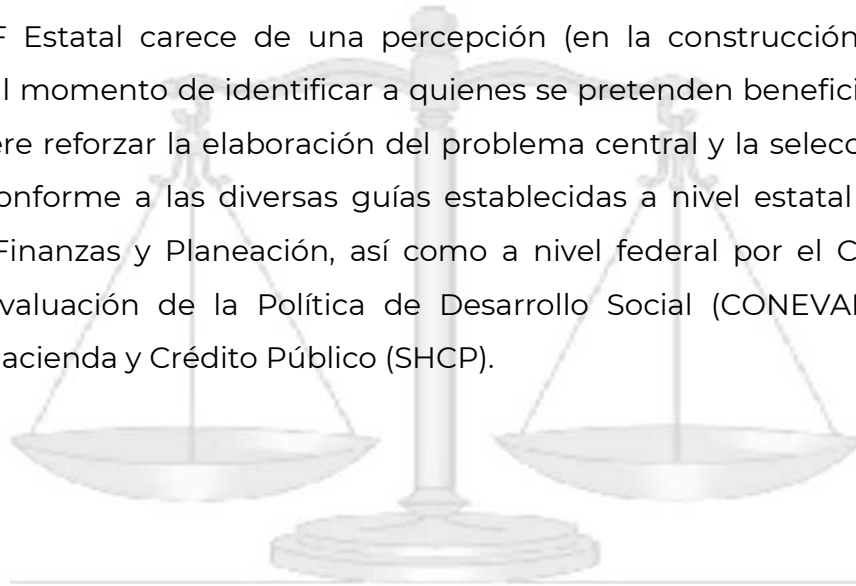 F Estatal carece de una percepción (en la construcción
l momento de identificar a quienes se pretenden benefici
ere reforzar la elaboración del problema central y la selecc
onforme a las diversas guías establecidas a nivel estatal
Finanzas y Planeación, así como a nivel federal por el C
valuación de la Política de Desarrollo Social (CONEVAL
acienda y Crédito Público (SHCP).